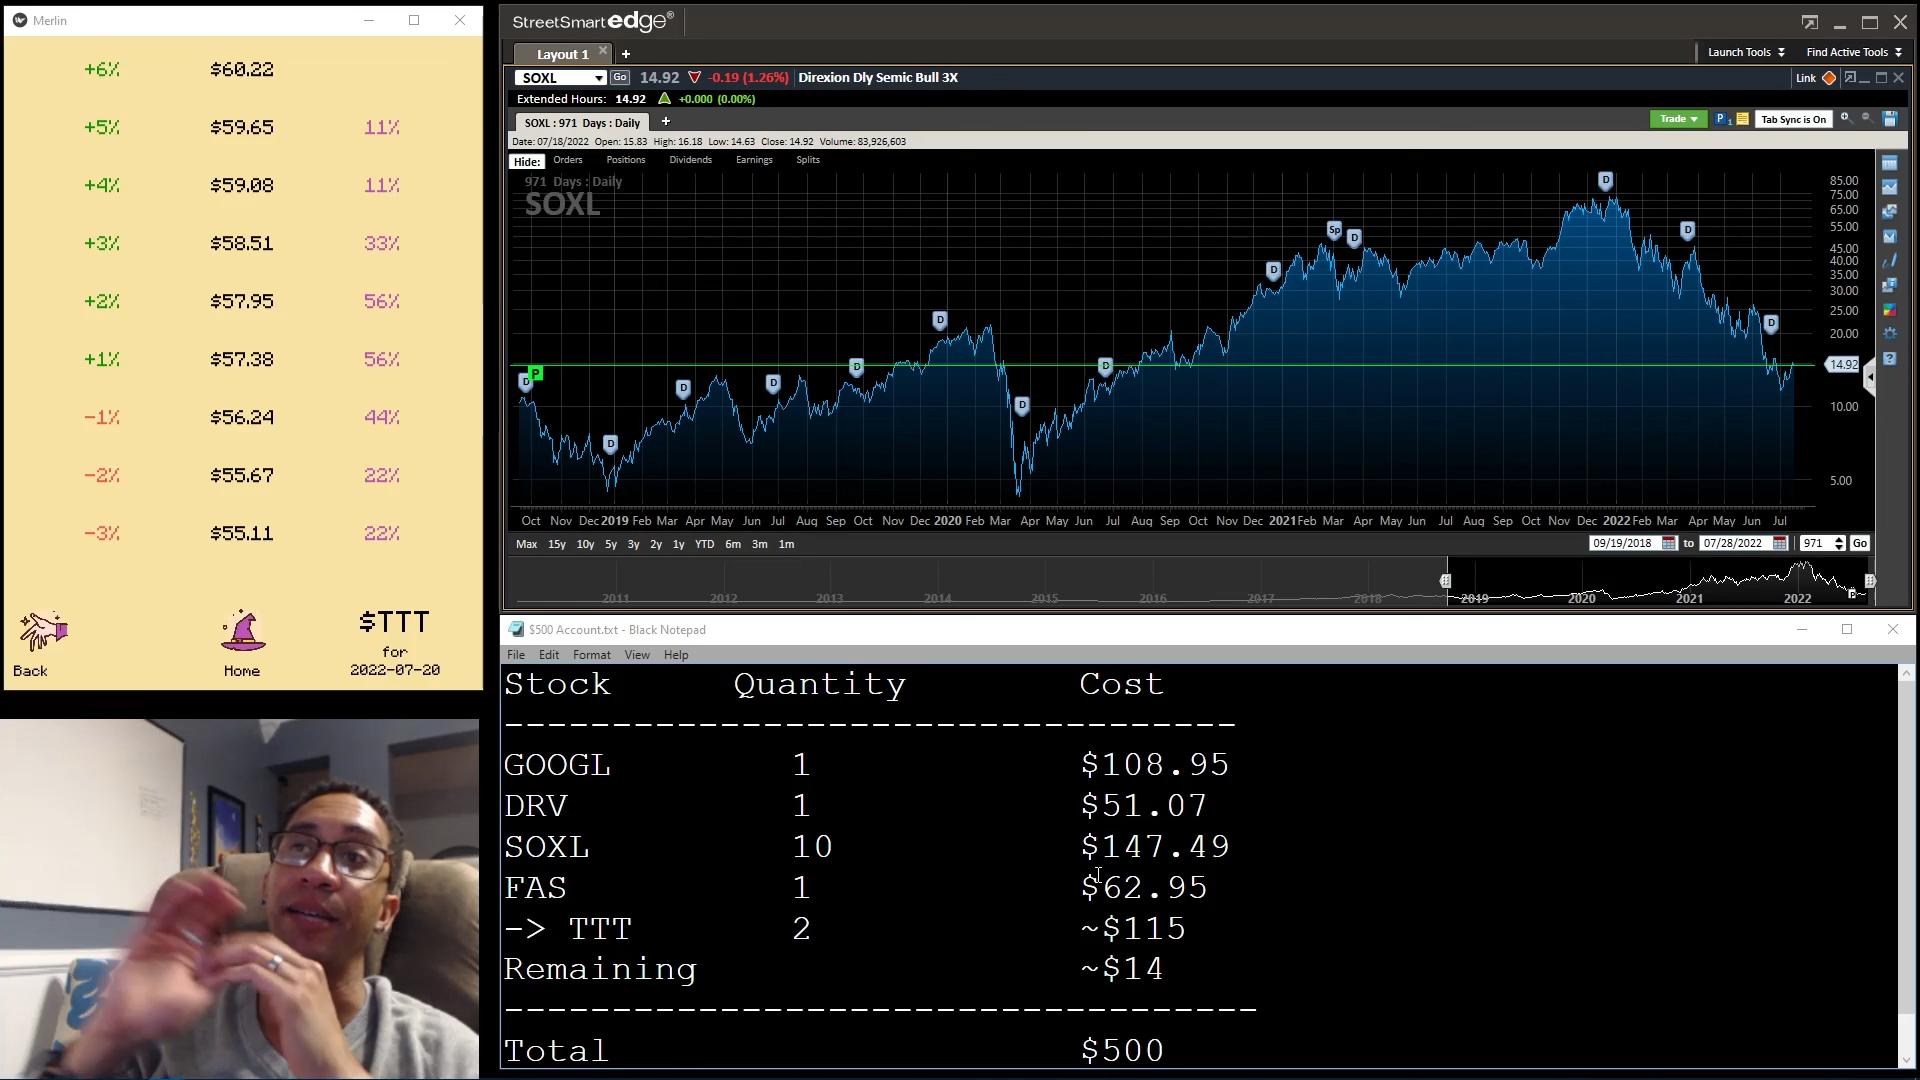 Merlin
+6% $60.22
+5% $59.65 11%
+4% $59.08 11%
+3% $58.51 33%
+2% $57.95 56%
+1% $57.38 56%
-1% $56.24 44%
-2% $55.67 22%
-3% $55.11 22%
Back
Home
$TTT
for
2022-07-20
StreetSmart edge®
Layout 1 × +
Launch Tools
Find Active Tools
SOXL Go 14.92 -0.19 (1.26%) Direxion Dly Semic Bull 3X
Link
Extended Hours: 14.92 +0.000 (0.00%)
SOXL : 971 Days : Daily +
Trade P 1 Tab Sync is On
Date: 07/18/2022 Open: 15.83 High: 16.18 Low: 14.63 Close: 14.92 Volume: 83,926,603
Hide: Orders Positions Dividends Earnings Splits
971 Days : Daily
SOXL
85.00
75.00
65.00
55.00
45.00
40.00
35.00
30.00
25.00
20.00
14.92
10.00
5.00
D P D D D D D D D D Sp D D D D
Oct Nov Dec 2019 Feb Mar Apr May Jun Jul Aug Sep Oct Nov Dec 2020 Feb Mar Apr May Jun Jul Aug Sep Oct Nov Dec 2021 Feb Mar Apr May Jun Jul Aug Sep Oct Nov Dec 2022 Feb Mar Apr May Jun Jul
Max 15y 10y 5y 3y 2y 1y YTD 6m 3m 1m
09/19/2018 to 07/28/2022 971 Go
2011 2012 2013 2014 2015 2016 2017 2018 2019 2020 2021 2022
$500 Account.txt - Black Notepad
File Edit Format View Help
Stock Quantity Cost
-----------------------------------
GOOGL 1 $108.95
DRV 1 $51.07
SOXL 10 $147.49
FAS 1 $62.95
-> TTT 2 ~$115
Remaining ~$14
------------------------------------
Total $500